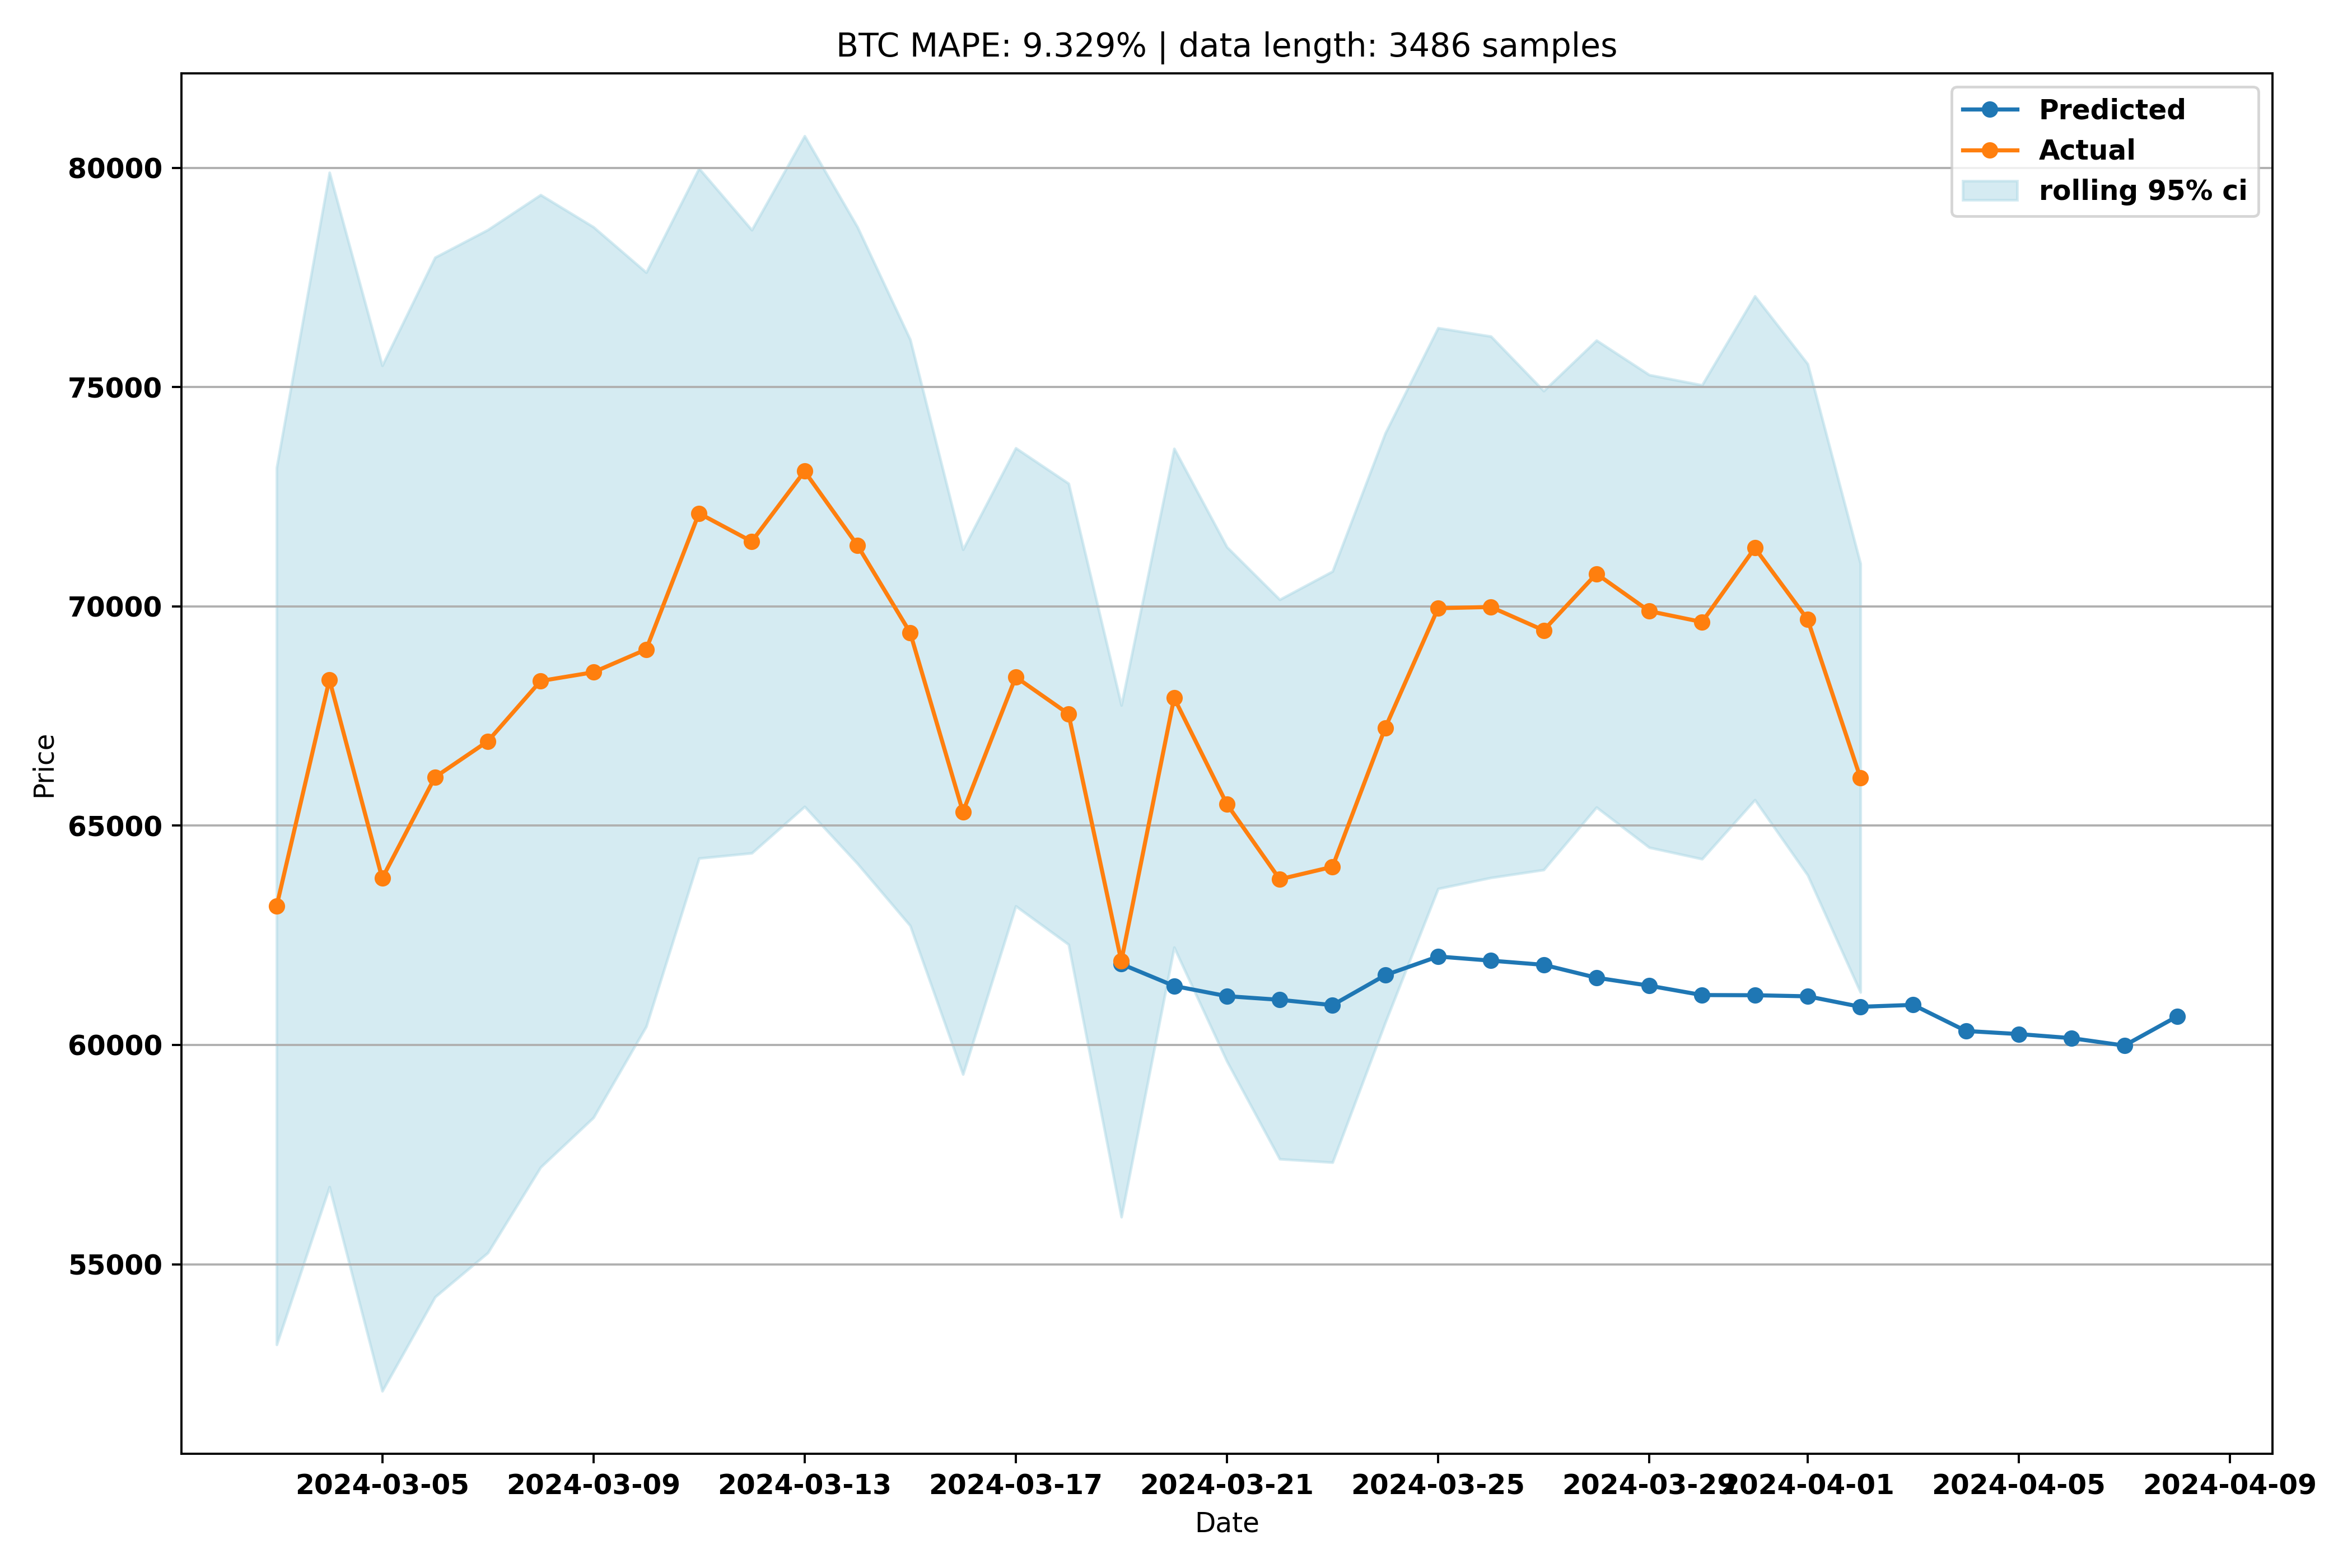 BTC MAPE: 9.329% | data length: 3486 samples
Predicted
Actual
rolling 95% ci
80000
75000
70000
65000
60000
55000
Price
2024-03-05
2024-03-09
2024-03-13
2024-03-17
2024-03-21
2024-03-25
2024-03-29
2024-04-01
2024-04-05
2024-04-09
Date